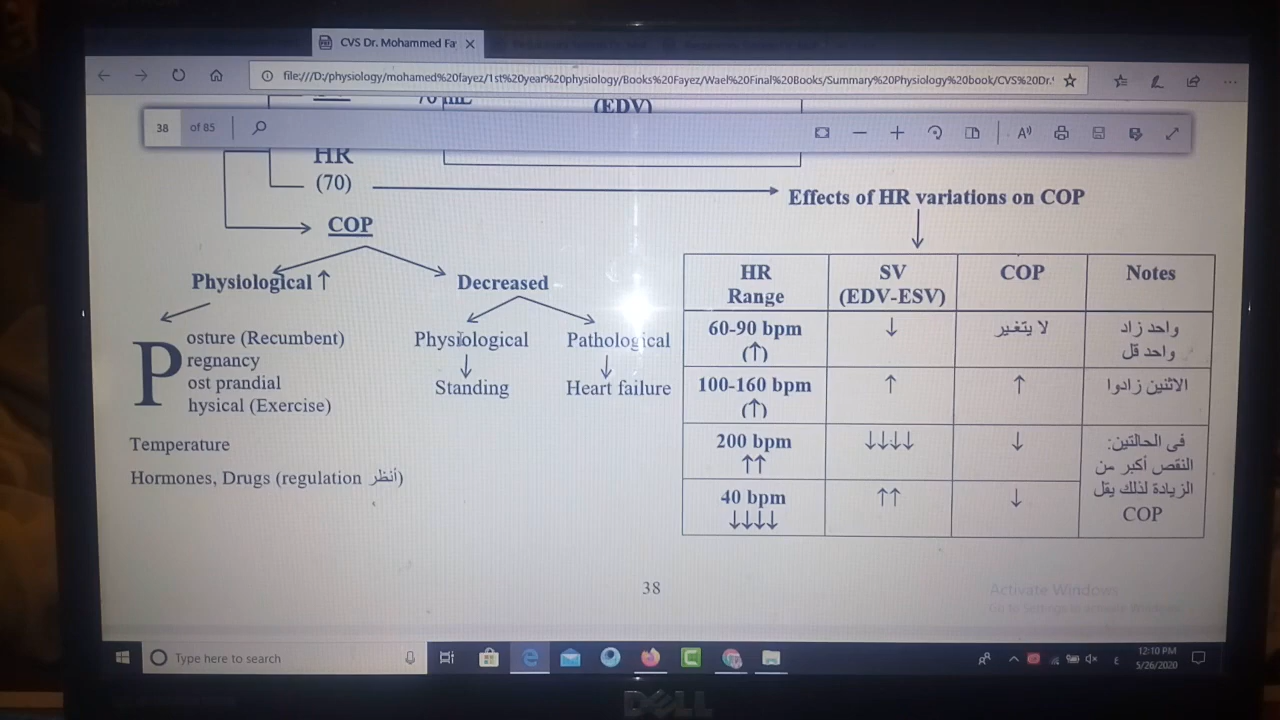 CVS Dr. Mohammed Fa
file:///D:/physiology/mohamed%20fayez/1st%20year%20physiology/Books%20Fayez/Wael%20Final%20Books/Summary%20Physiology%20book/CVS%20Dr.
70 mL
(EDV)
38 of 85
HR
(70)
Effects of HR variations on COP
COP
Physiological ↑
Decreased
Posture (Recumbent)
regnancy
ost prandial
hysical (Exercise)
Physiological
Pathological
Standing
Heart failure
Temperature
Hormones, Drugs (regulation أنظر)
HR Range SV (EDV-ESV) COP Notes
60-90 bpm (↑) ↓ لا يتغير واحد زاد واحد قل
100-160 bpm (↑) ↑ ↑ الاثنين زادوا
200 bpm ↑↑ ↓↓↓↓ ↓ فى الحالتين:
النقص أكبر من
الزيادة لذلك يقل
COP
40 bpm ↓↓↓↓ ↑↑ ↓
38
Activate Windows
Type here to search
12:10 PM
5/26/2020
DELL